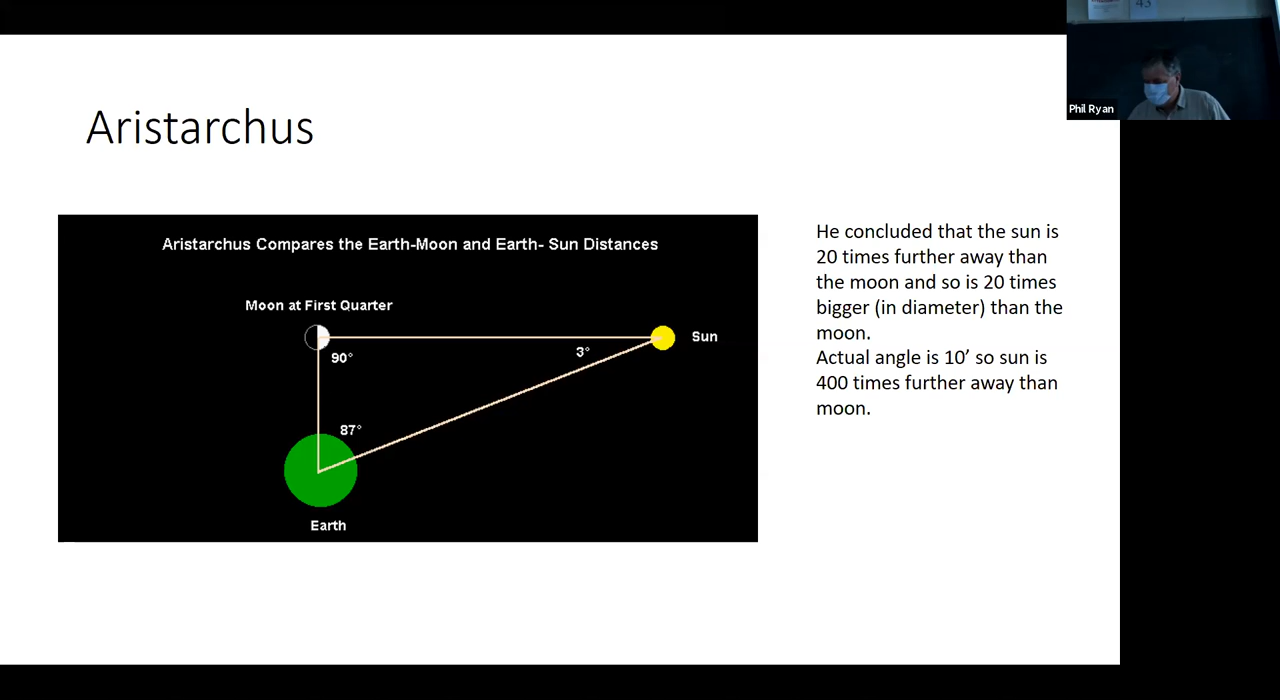 43
Phil Ryan
Aristarchus
Aristarchus Compares the Earth-Moon and Earth- Sun Distances
Moon at First Quarter
Sun
90°
3°
87°
Earth
He concluded that the sun is
20 times further away than
the moon and so is 20 times
bigger (in diameter) than the
moon.
Actual angle is 10’ so sun is
400 times further away than
moon.